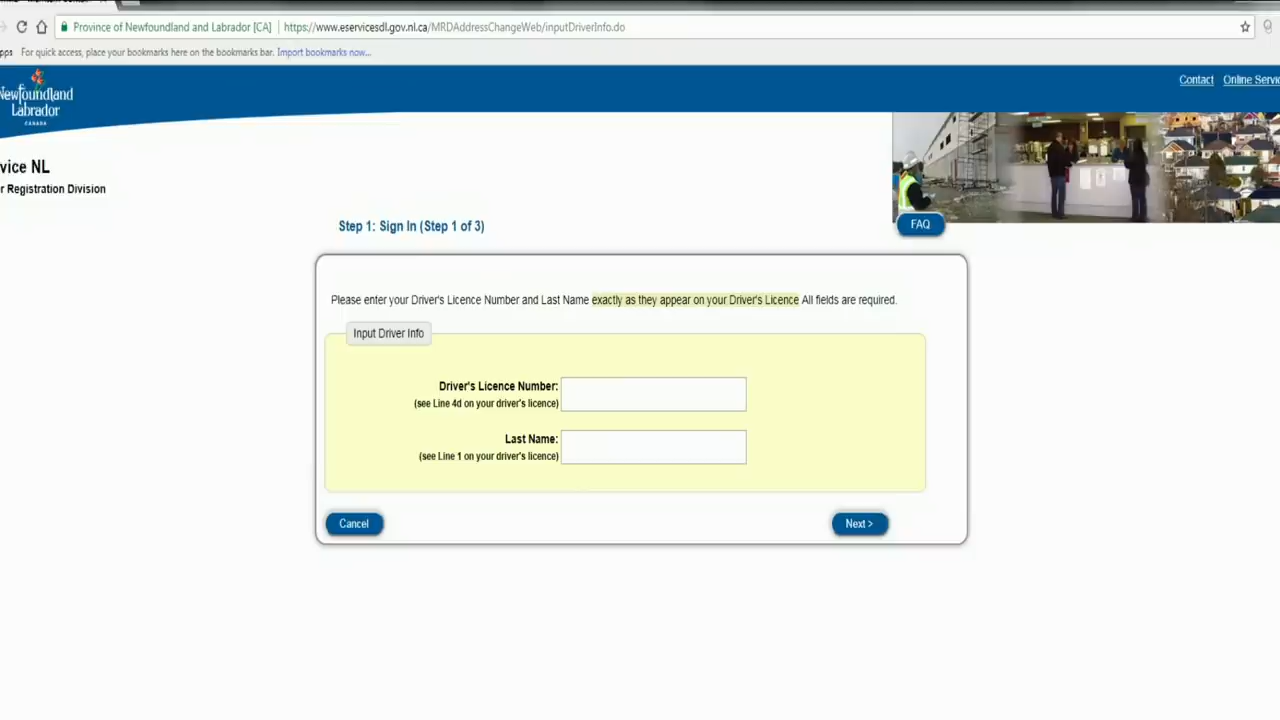 Province of Newfoundland and Labrador [CA] https://www.eservicesdl.gov.nl.ca/MRDAddressChangeWeb/inputDriverInfo.do
pps For quick access, place your bookmarks here on the bookmarks bar. Import bookmarks now...
Contact Online Servic
Newfoundland
Labrador
CANADA
vice NL
r Registration Division
FAQ
Step 1: Sign In (Step 1 of 3)
Please enter your Driver's Licence Number and Last Name exactly as they appear on your Driver's Licence All fields are required.
Input Driver Info
Driver's Licence Number:
(see Line 4d on your driver's licence)
Last Name:
(see Line 1 on your driver's licence)
Cancel Next >